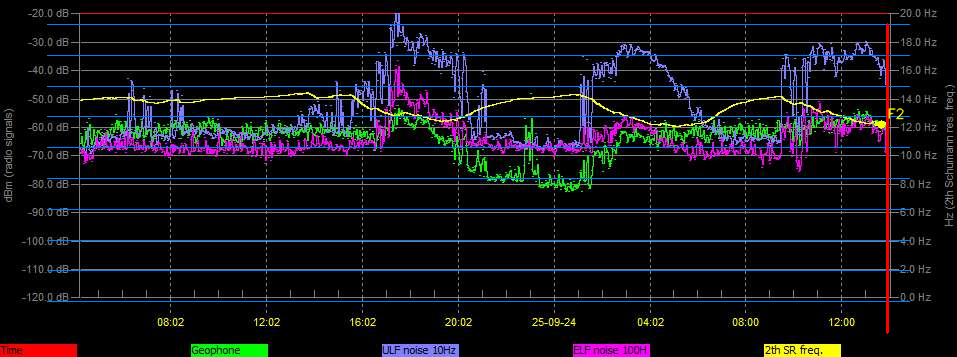 -20.0 dB 20.0 Hz
-30.0 dB 18.0 Hz
-40.0 dB 16.0 Hz
-50.0 dB 14.0 Hz
F2
-60.0 dB 12.0 Hz
-70.0 dB 10.0 Hz
-80.0 dB 8.0 Hz
-90.0 dB 6.0 Hz
-100.0 dB 4.0 Hz
-110.0 dB 2.0 Hz
-120.0 dB 0.0 Hz
dBm (radio signals)
Hz (2th Schumann res. freq.)
08:02 12:02 16:02 20:02 25-09-24 04:02 08:00 12:00
Time Geophone ULF noise 10Hz ELF noise 100H 2th SR freq.